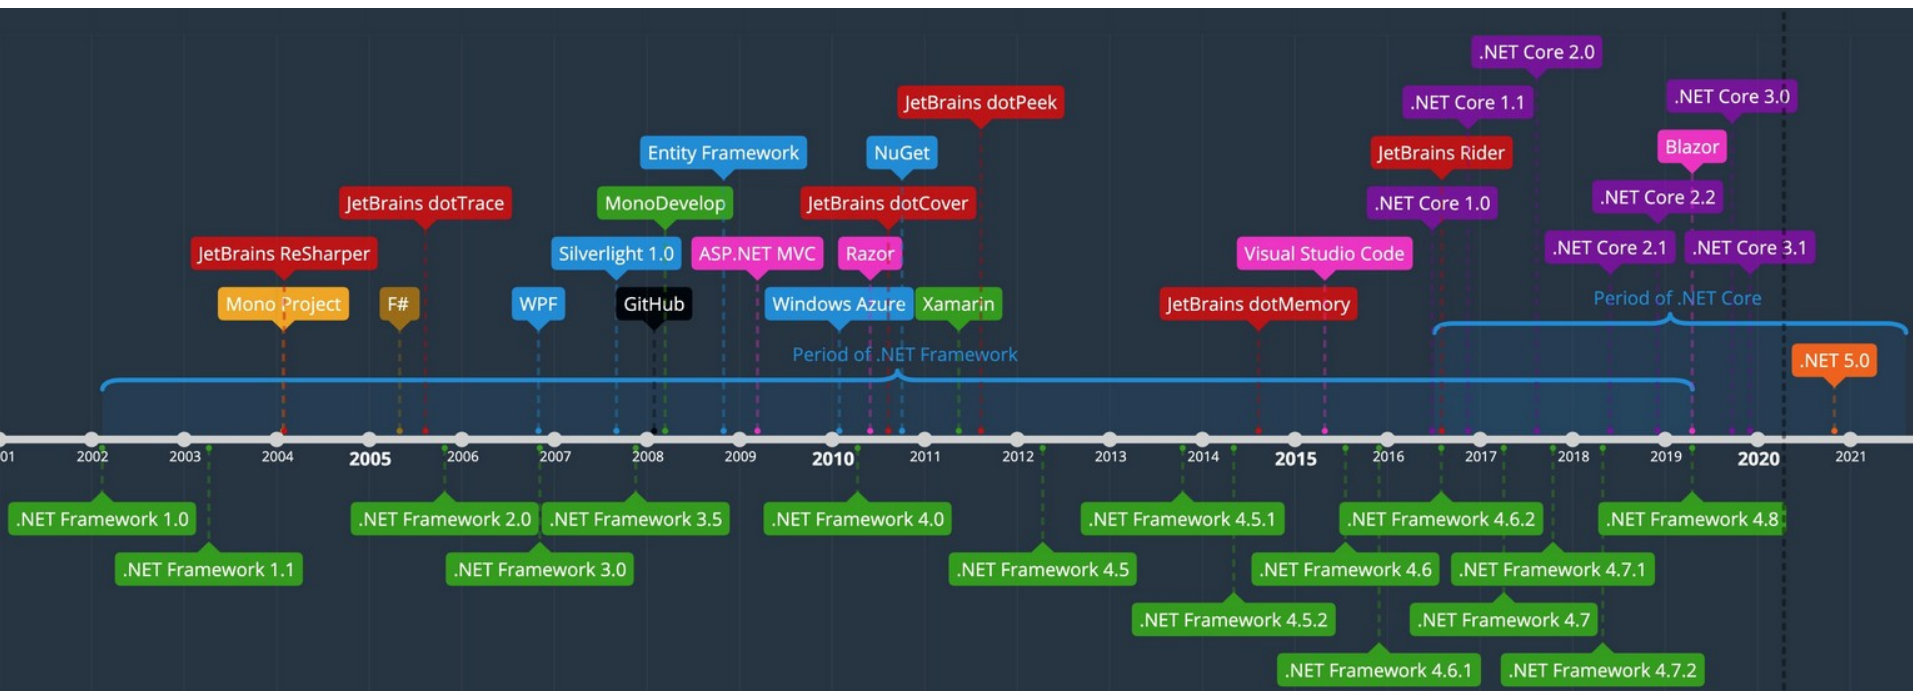 .NET Core 2.0
.NET Core 3.0
JetBrains dotPeek
.NET Core 1.1
Entity Framework
NuGet
JetBrains Rider
Blazor
JetBrains dotTrace
MonoDevelop
JetBrains dotCover
.NET Core 1.0
.NET Core 2.2
JetBrains ReSharper
Silverlight 1.0
ASP.NET MVC
Razor
Visual Studio Code
.NET Core 2.1
.NET Core 3.1
Mono Project
F#
WPF
GitHub
Windows Azure
Xamarin
JetBrains dotMemory
Period of .NET Core
Period of .NET Framework
.NET 5.0
01
2002
2003
2004
2005
2006
2007
2008
2009
2010
2011
2012
2013
2014
2015
2016
2017
2018
2019
2020
2021
.NET Framework 1.0
.NET Framework 2.0
.NET Framework 3.5
.NET Framework 4.0
.NET Framework 4.5.1
.NET Framework 4.6.2
.NET Framework 4.8
.NET Framework 1.1
.NET Framework 3.0
.NET Framework 4.5
.NET Framework 4.6
.NET Framework 4.7.1
.NET Framework 4.5.2
.NET Framework 4.7
.NET Framework 4.6.1
.NET Framework 4.7.2